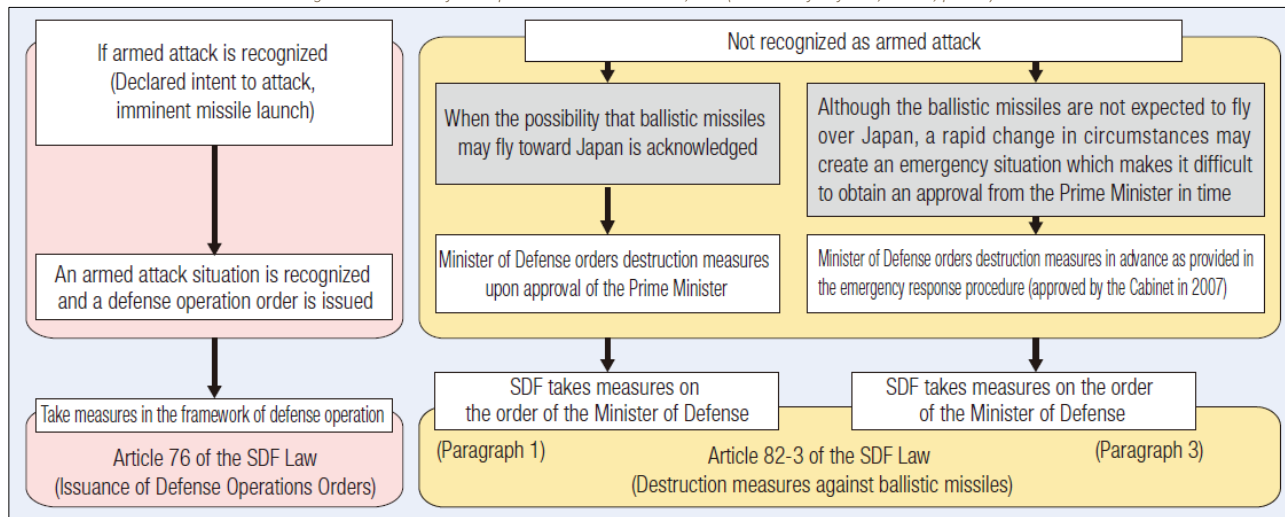 If armed attack is recognized
(Declared intent to attack,
imminent missile launch)
An armed attack situation is recognized
and a defense operation order is issued
Take measures in the framework of defense operation
Article 76 of the SDF Law
(Issuance of Defense Operations Orders)
Not recognized as armed attack
When the possibility that ballistic missiles
may fly toward Japan is acknowledged
Minister of Defense orders destruction measures
upon approval of the Prime Minister
SDF takes measures on
the order of the Minister of Defense
(Paragraph 1)
Although the ballistic missiles are not expected to fly
over Japan, a rapid change in circumstances may
create an emergency situation which makes it difficult
to obtain an approval from the Prime Minister in time
Minister of Defense orders destruction measures in advance as provided in
the emergency response procedure (approved by the Cabinet in 2007)
SDF takes measures on the order
of the Minister of Defense
(Paragraph 3)
Article 82-3 of the SDF Law
(Destruction measures against ballistic missiles)